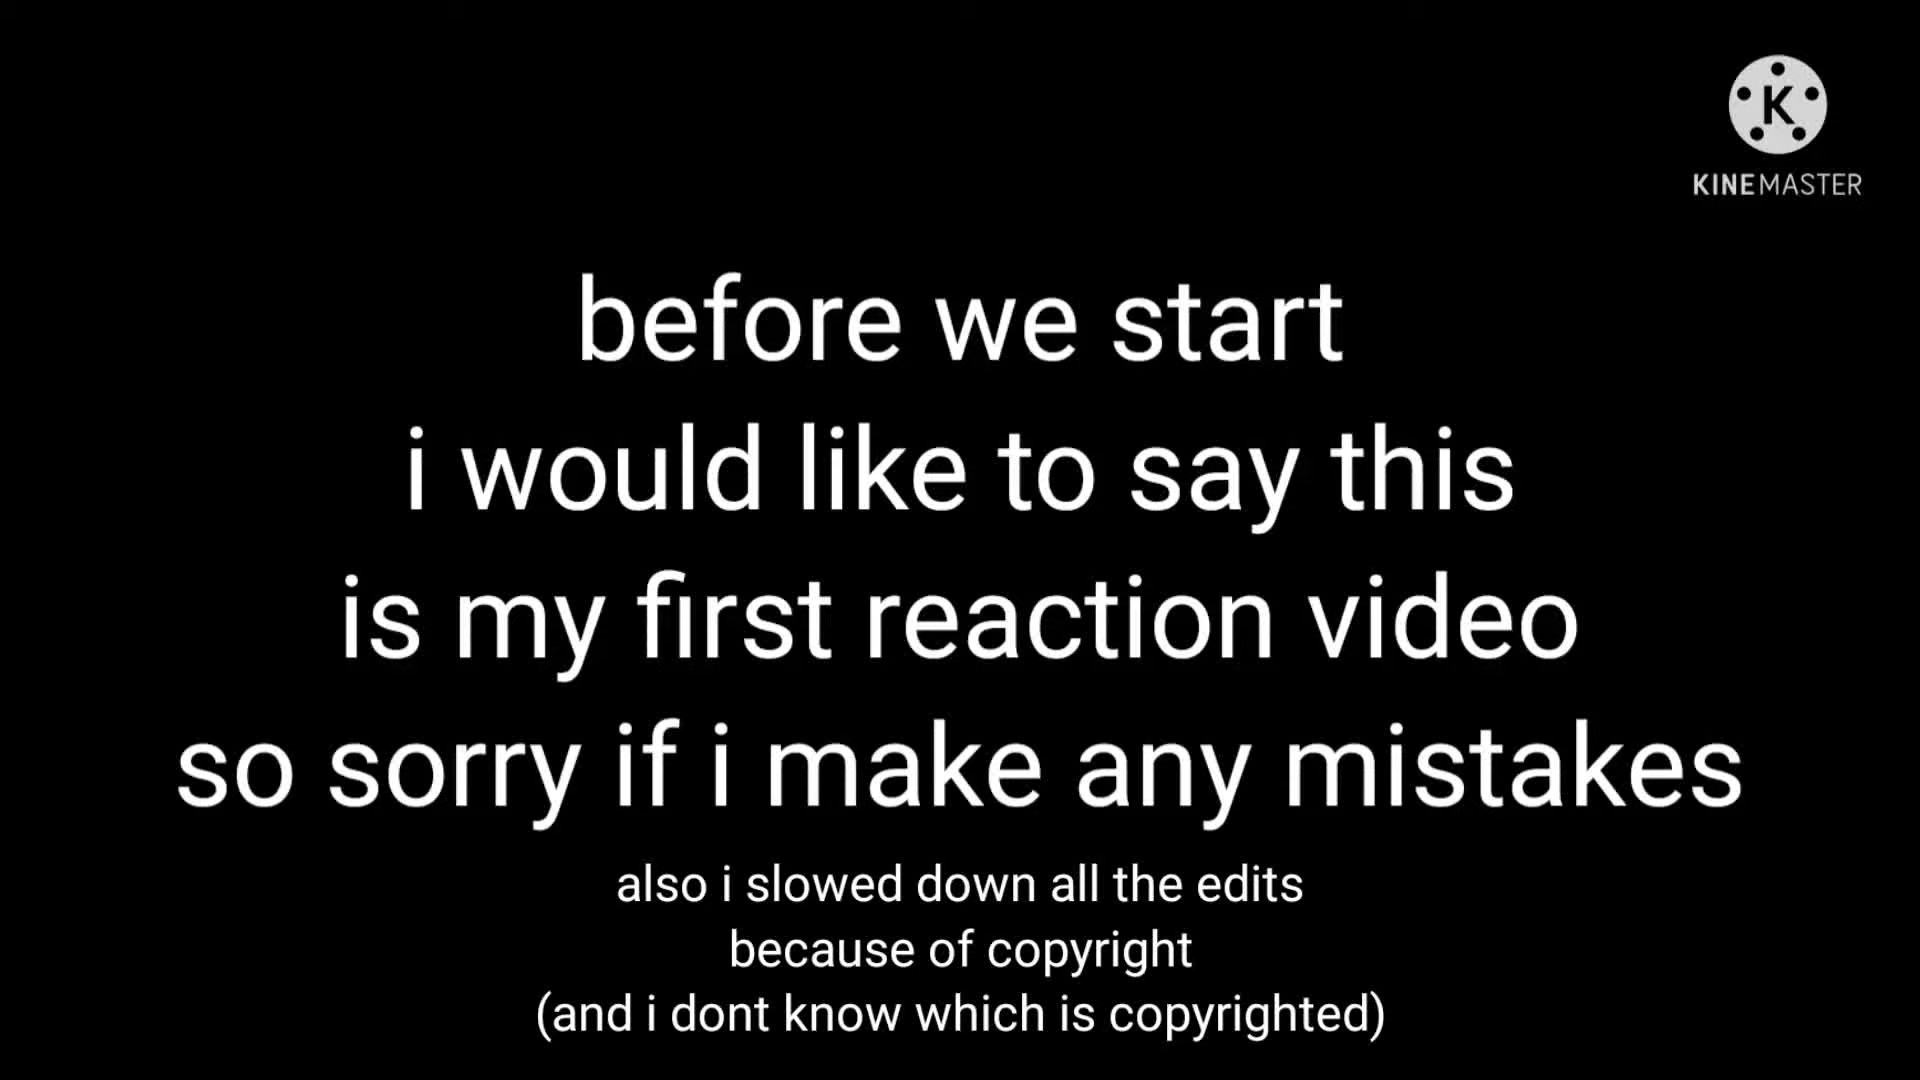 K
KINEMASTER
before we start
i would like to say this
is my first reaction video
so sorry if i make any mistakes
also i slowed down all the edits
because of copyright
(and i dont know which is copyrighted)